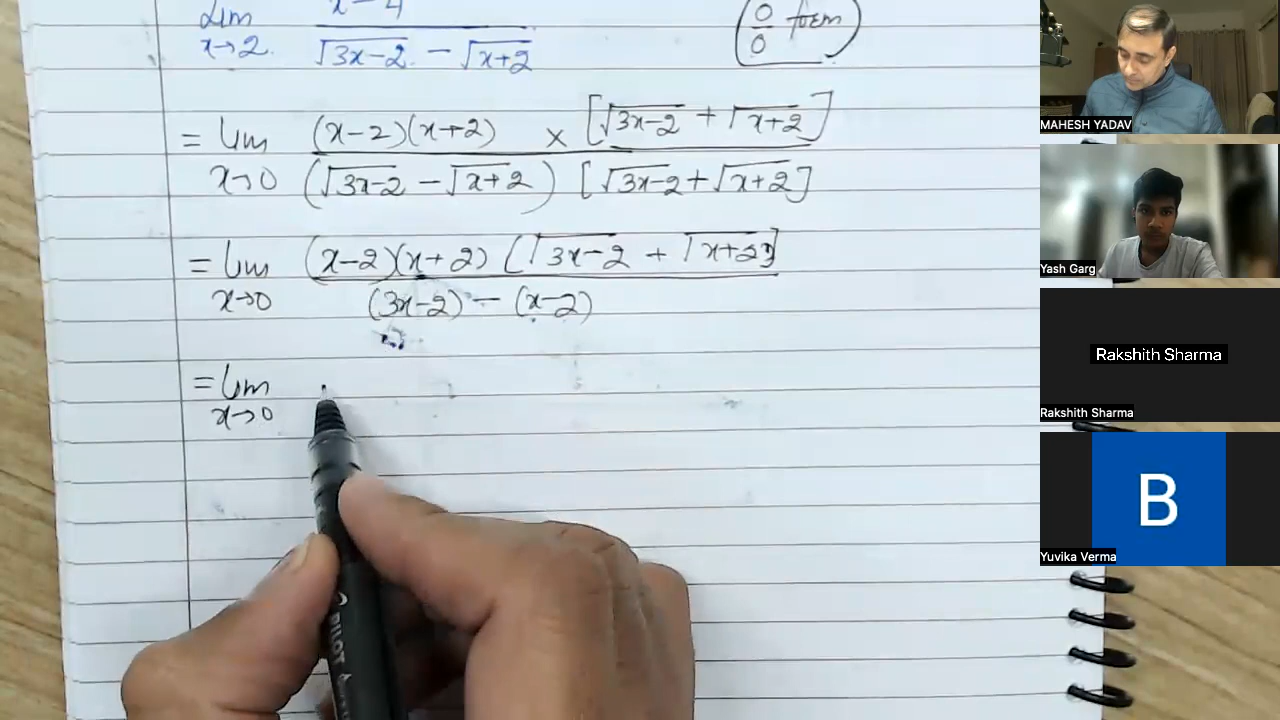 Lim x-4 / x→2 √3x-2 - √x+2
0/0 form
= Lim x→0 (x-2)(x+2) × [√3x-2 + √x+2] / (√3x-2 - √x+2) [√3x-2 + √x+2]
= Lim x→0 (x-2)(x+2) [√3x-2 + √x+2] / (3x-2) - (x-2)
= Lim x→0
PILOT
MAHESH YADAV
Yash Garg
Rakshith Sharma
Rakshith Sharma
B
Yuvika Verma